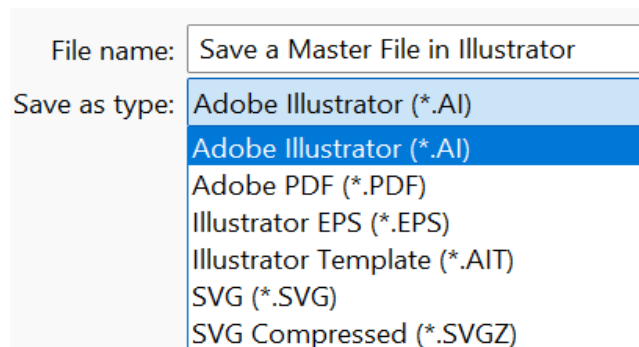 File name: Save a Master File in Illustrator
Save as type: Adobe Illustrator (*.AI)
Adobe Illustrator (*.AI)
Adobe PDF (*.PDF)
Illustrator EPS (*.EPS)
Illustrator Template (*.AIT)
SVG (*.SVG)
SVG Compressed (*.SVGZ)